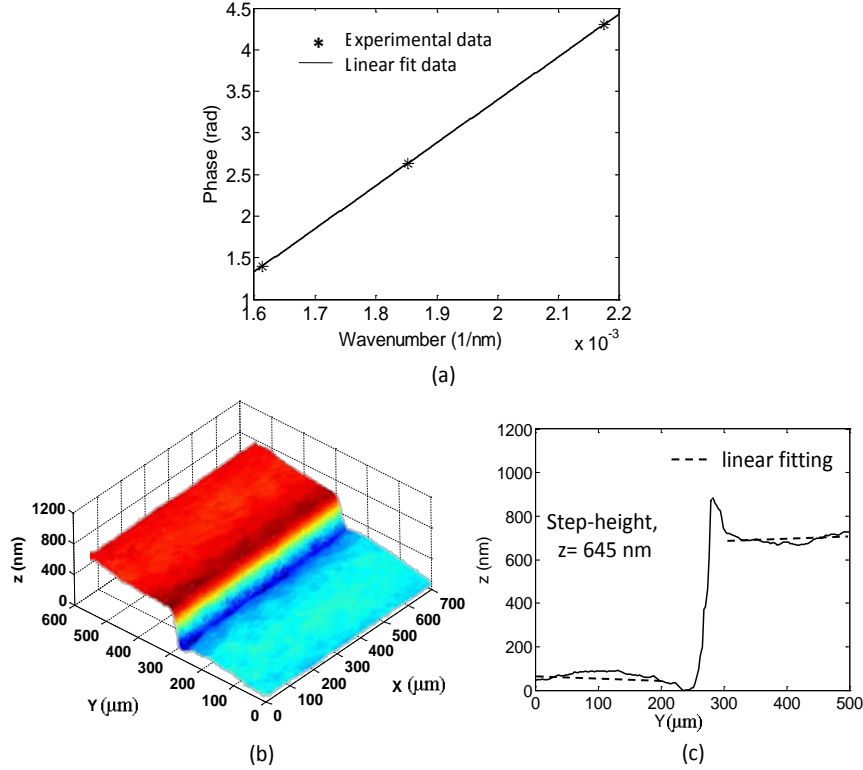 4.5
4
3.5
3
2.5
2
1.5
1
Phase (rad)
Experimental data
Linear fit data
1.6 1.7 1.8 1.9 2 2.1 2.2
Wavenumber (1/nm)
x 10-3
(a)
1200
800
400
0
z (nm)
600
500
400
300
200
100
0
Y (μm)
0
100
200
300
400
500
600
700
X (μm)
(b)
1200
1000
800
600
400
200
0
z (nm)
linear fitting
Step-height,
z= 645 nm
0 100 200 300 400 500
Y(μm)
(c)